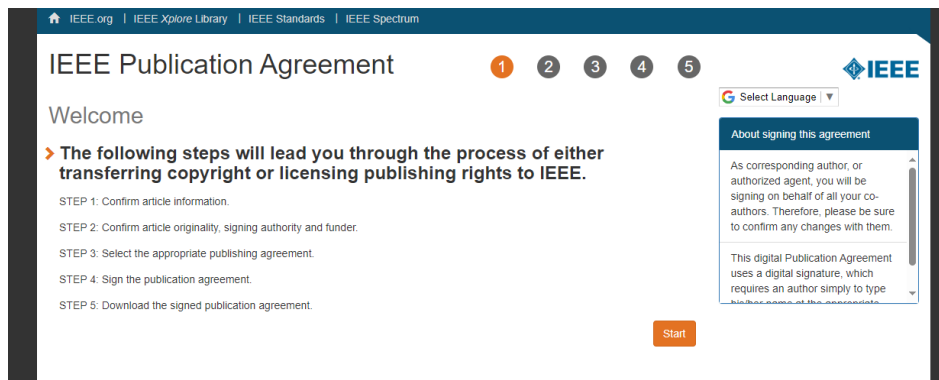 IEEE.org | IEEE Xplore Library | IEEE Standards | IEEE Spectrum
IEEE Publication Agreement
1 2 3 4 5
IEEE
Select Language | ▼
Welcome
The following steps will lead you through the process of either
transferring copyright or licensing publishing rights to IEEE.
STEP 1: Confirm article information.
STEP 2: Confirm article originality, signing authority and funder.
STEP 3: Select the appropriate publishing agreement.
STEP 4: Sign the publication agreement.
STEP 5: Download the signed publication agreement.
Start
About signing this agreement
As corresponding author, or
authorized agent, you will be
signing on behalf of all your co-
authors. Therefore, please be sure
to confirm any changes with them.
This digital Publication Agreement
uses a digital signature, which
requires an author simply to type
his/her name at the appropriate